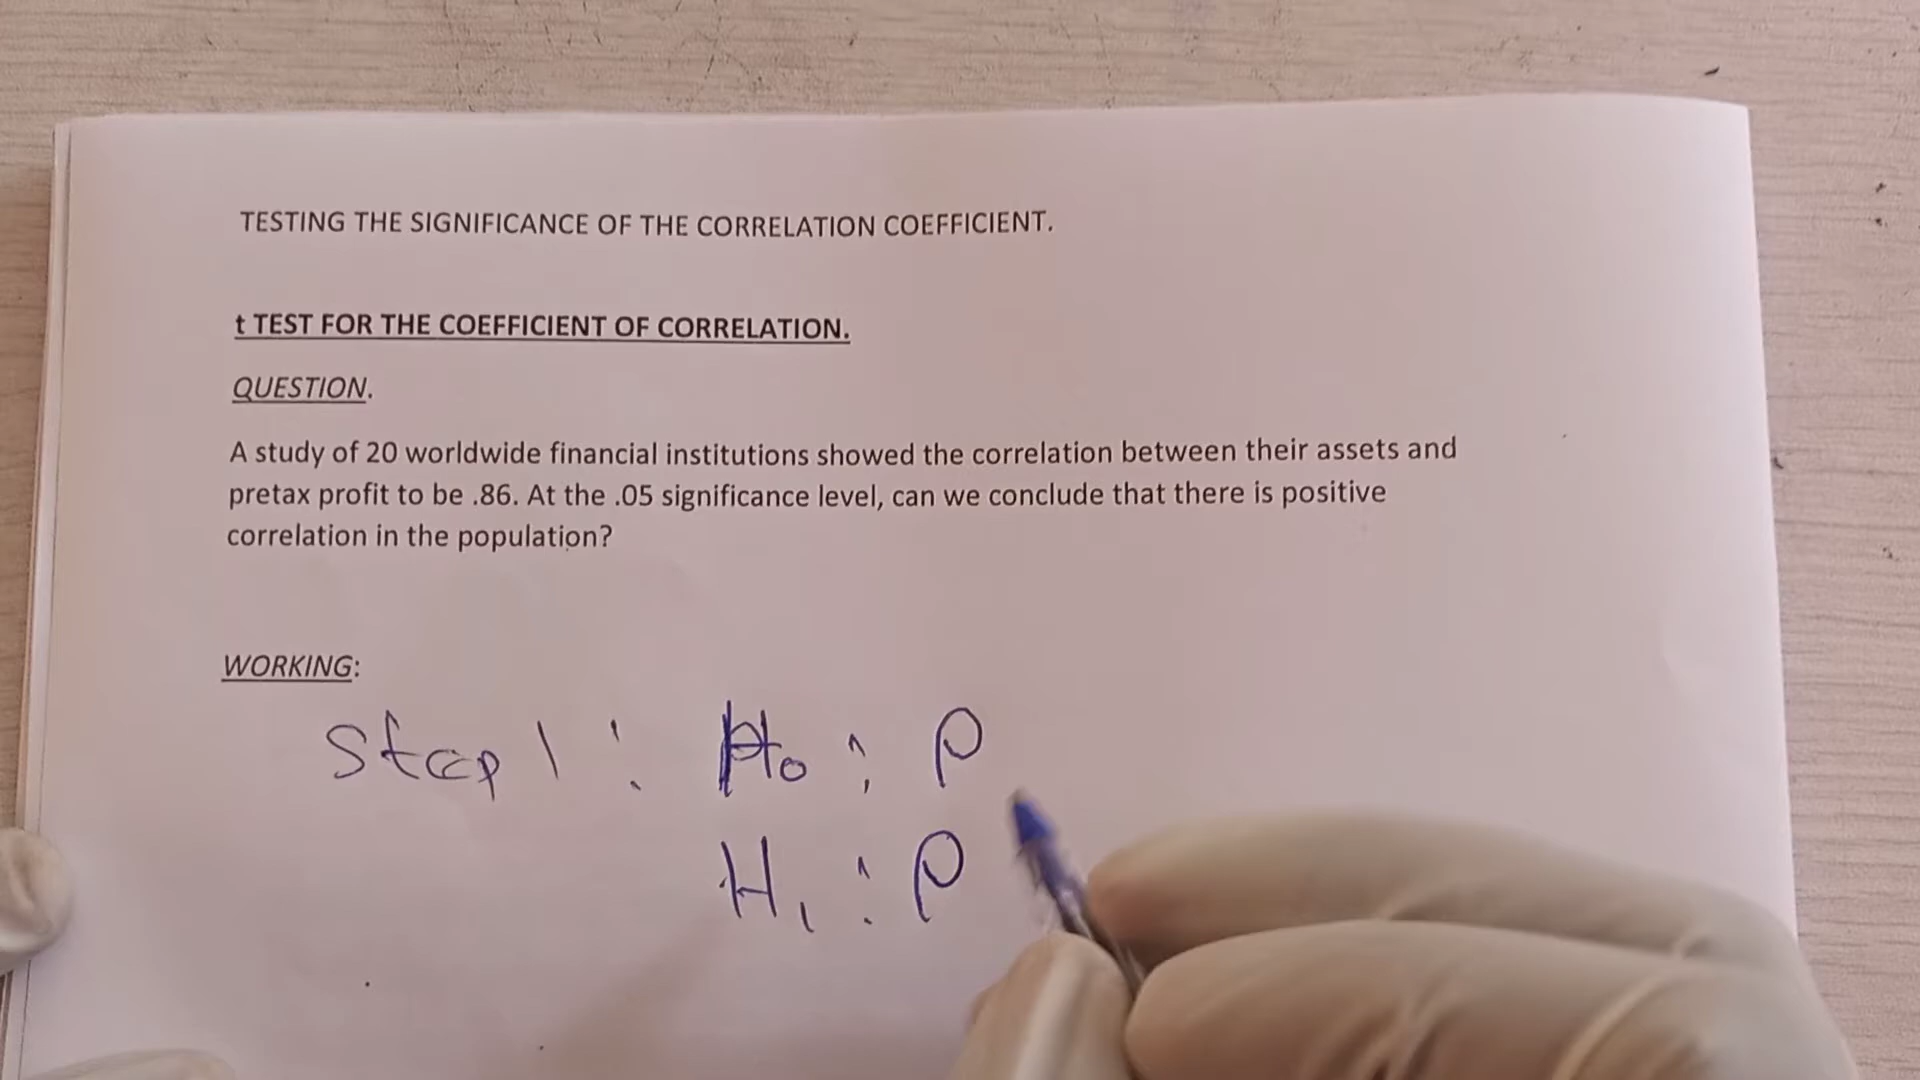 TESTING THE SIGNIFICANCE OF THE CORRELATION COEFFICIENT.
t TEST FOR THE COEFFICIENT OF CORRELATION.
QUESTION.
A study of 20 worldwide financial institutions showed the correlation between their assets and
pretax profit to be .86. At the .05 significance level, can we conclude that there is positive
correlation in the population?
WORKING:
Step 1 : H₀ : ρ
H₁ : ρ